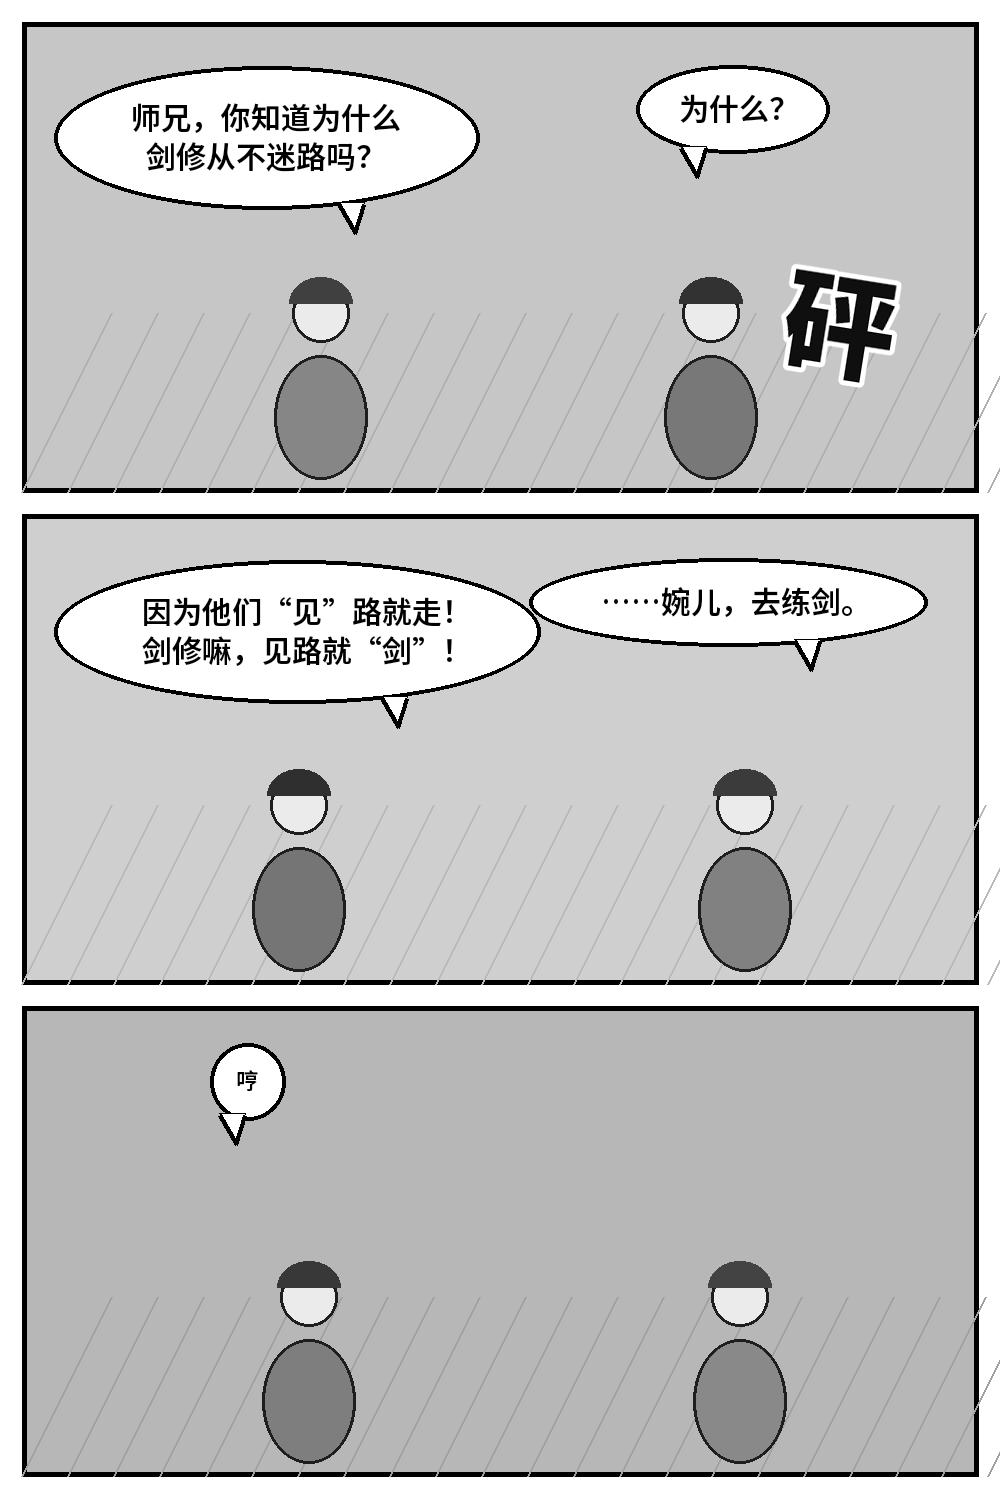 师兄，你知道为什么
剑修从不迷路吗？
为什么？
砰
因为他们“见”路就走！
剑修嘛，见路就“剑”！
……婉儿，去练剑。
哼